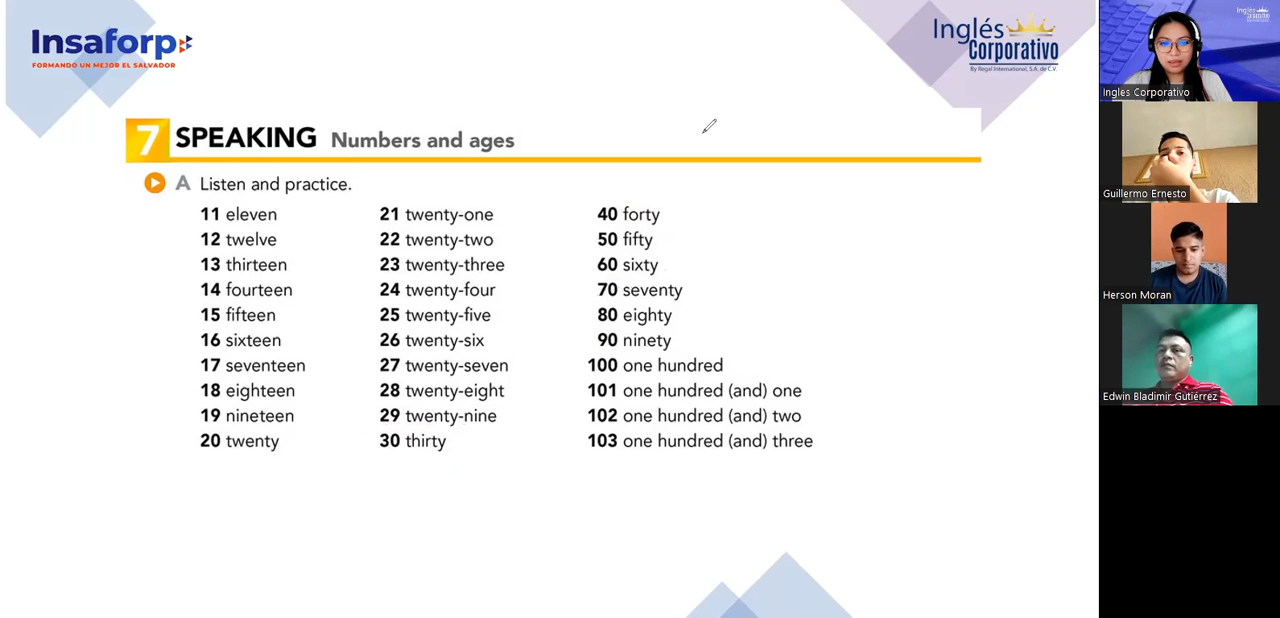 Insaforp
FORMANDO UN MEJOR EL SALVADOR
Inglés
Corporativo
By Regal International, S.A. de C.V.
7 SPEAKING Numbers and ages
A Listen and practice.
11 eleven
12 twelve
13 thirteen
14 fourteen
15 fifteen
16 sixteen
17 seventeen
18 eighteen
19 nineteen
20 twenty
21 twenty-one
22 twenty-two
23 twenty-three
24 twenty-four
25 twenty-five
26 twenty-six
27 twenty-seven
28 twenty-eight
29 twenty-nine
30 thirty
40 forty
50 fifty
60 sixty
70 seventy
80 eighty
90 ninety
100 one hundred
101 one hundred (and) one
102 one hundred (and) two
103 one hundred (and) three
Inglés
Corporativo
Ingles Corporativo
Guillermo Ernesto
Herson Moran
Edwin Bladimir Gutiérrez